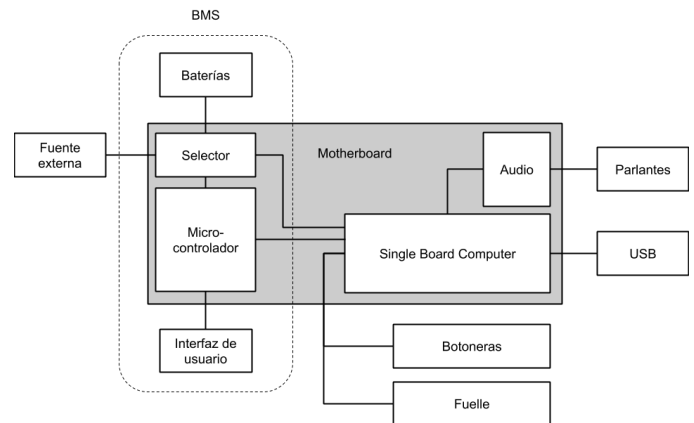 BMS
Baterías
Fuente
externa
Selector
Motherboard
Audio
Parlantes
Micro-
controlador
Single Board Computer
USB
Interfaz de
usuario
Botoneras
Fuelle